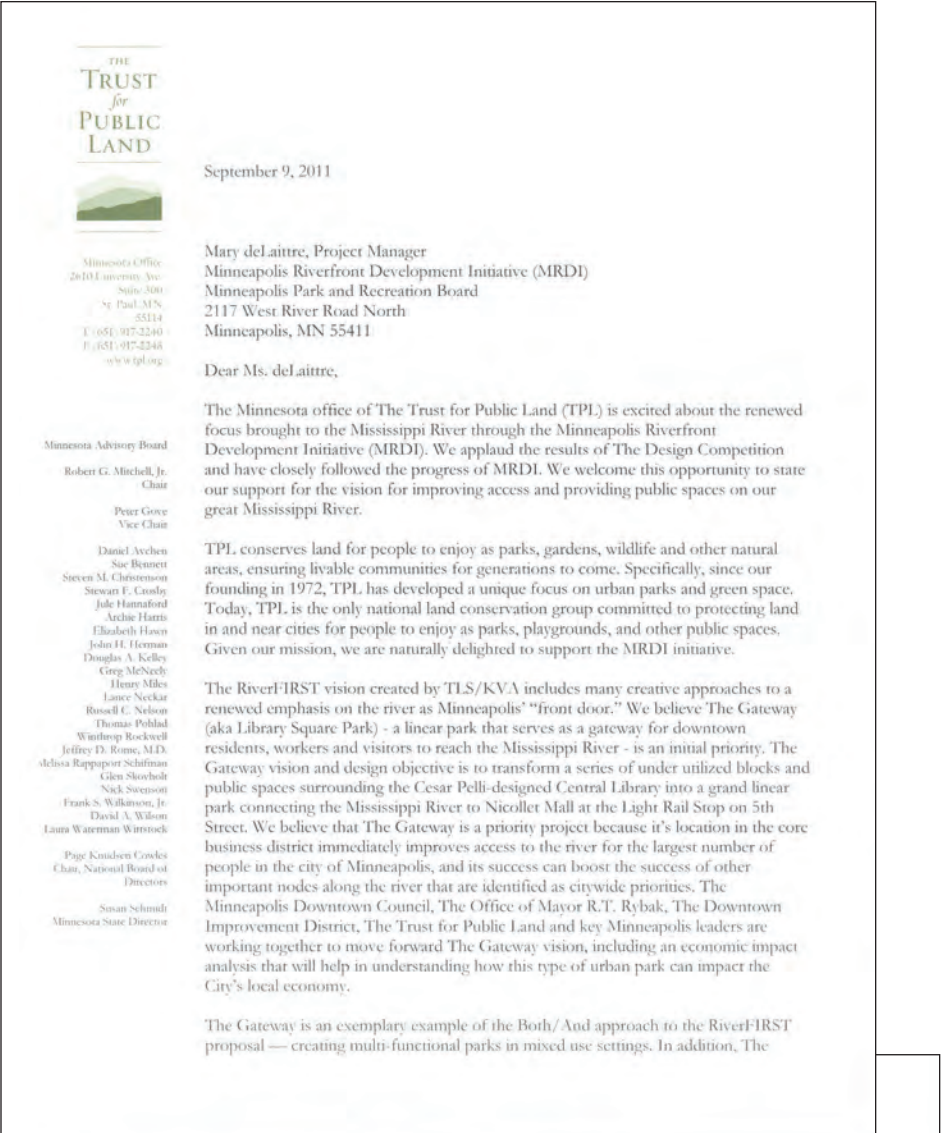 THE
TRUST
for
PUBLIC
LAND
Minnesota Office
2610 University Ave.
Suite 300
St. Paul, MN
55114
T (651) 917-2240
F (651) 917-2248
www.tpl.org
Minnesota Advisory Board
Robert G. Mitchell, Jr.
Chair
Peter Gove
Vice Chair
Daniel Avchen
Sue Bennett
Steven M. Christenson
Stewart F. Crosby
Jule Hannaford
Archie Harris
Elizabeth Hawn
John H. Herman
Douglas A. Kelley
Greg McNeely
Henry Miles
Lance Neckar
Russell C. Nelson
Thomas Pohlad
Winthrop Rockwell
Jeffrey D. Rome, M.D.
Melissa Rappaport Schifman
Glen Skovholt
Nick Swenson
Frank S. Wilkinson, Jr.
David A. Wilson
Laura Waterman Wittstock
Page Knudsen Cowles
Chair, National Board of
Directors
Susan Schmidt
Minnesota State Director
September 9, 2011
Mary deLaittre, Project Manager
Minneapolis Riverfront Development Initiative (MRDI)
Minneapolis Park and Recreation Board
2117 West River Road North
Minneapolis, MN 55411
Dear Ms. deLaittre,
The Minnesota office of The Trust for Public Land (TPL) is excited about the renewed
focus brought to the Mississippi River through the Minneapolis Riverfront
Development Initiative (MRDI). We applaud the results of The Design Competition
and have closely followed the progress of MRDI. We welcome this opportunity to state
our support for the vision for improving access and providing public spaces on our
great Mississippi River.
TPL conserves land for people to enjoy as parks, gardens, wildlife and other natural
areas, ensuring livable communities for generations to come. Specifically, since our
founding in 1972, TPL has developed a unique focus on urban parks and green space.
Today, TPL is the only national land conservation group committed to protecting land
in and near cities for people to enjoy as parks, playgrounds, and other public spaces.
Given our mission, we are naturally delighted to support the MRDI initiative.
The RiverFIRST vision created by TLS/KVA includes many creative approaches to a
renewed emphasis on the river as Minneapolis' "front door." We believe The Gateway
(aka Library Square Park) - a linear park that serves as a gateway for downtown
residents, workers and visitors to reach the Mississippi River - is an initial priority. The
Gateway vision and design objective is to transform a series of under utilized blocks and
public spaces surrounding the Cesar Pelli-designed Central Library into a grand linear
park connecting the Mississippi River to Nicollet Mall at the Light Rail Stop on 5th
Street. We believe that The Gateway is a priority project because it's location in the core
business district immediately improves access to the river for the largest number of
people in the city of Minneapolis, and its success can boost the success of other
important nodes along the river that are identified as citywide priorities. The
Minneapolis Downtown Council, The Office of Mayor R.T. Rybak, The Downtown
Improvement District, The Trust for Public Land and key Minneapolis leaders are
working together to move forward The Gateway vision, including an economic impact
analysis that will help in understanding how this type of urban park can impact the
City's local economy.
The Gateway is an exemplary example of the Both/And approach to the RiverFIRST
proposal — creating multi-functional parks in mixed use settings. In addition, The